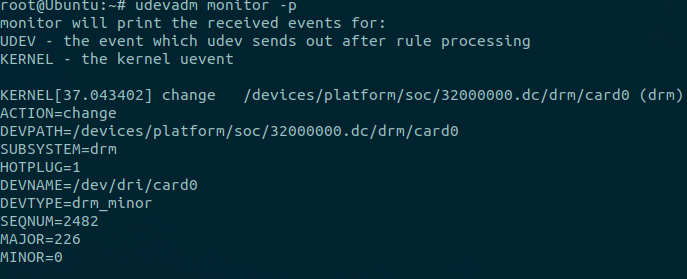 root@Ubuntu:~# udevadm monitor -p
monitor will print the received events for:
UDEV - the event which udev sends out after rule processing
KERNEL - the kernel uevent
KERNEL[37.043402] change   /devices/platform/soc/32000000.dc/drm/card0 (drm)
ACTION=change
DEVPATH=/devices/platform/soc/32000000.dc/drm/card0
SUBSYSTEM=drm
HOTPLUG=1
DEVNAME=/dev/dri/card0
DEVTYPE=drm_minor
SEQNUM=2482
MAJOR=226
MINOR=0